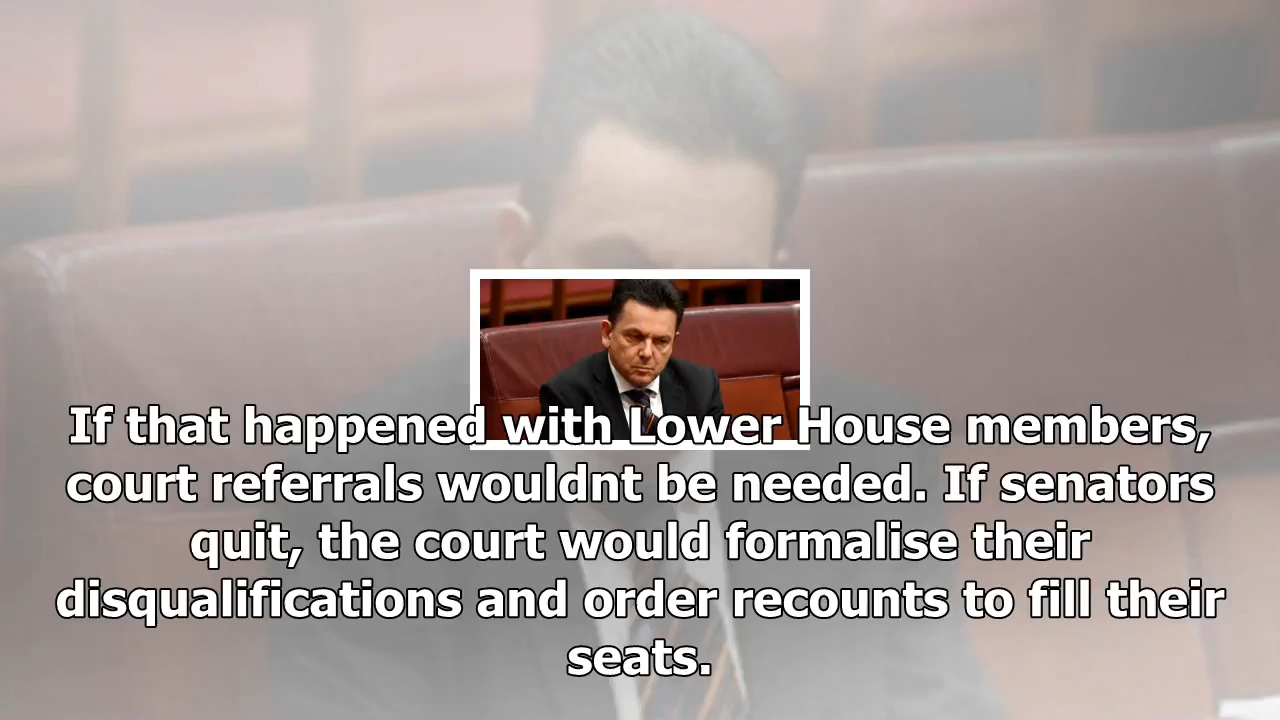 If that happened with Lower House members,
court referrals wouldnt be needed. If senators
quit, the court would formalise their
disqualifications and order recounts to fill their
seats.